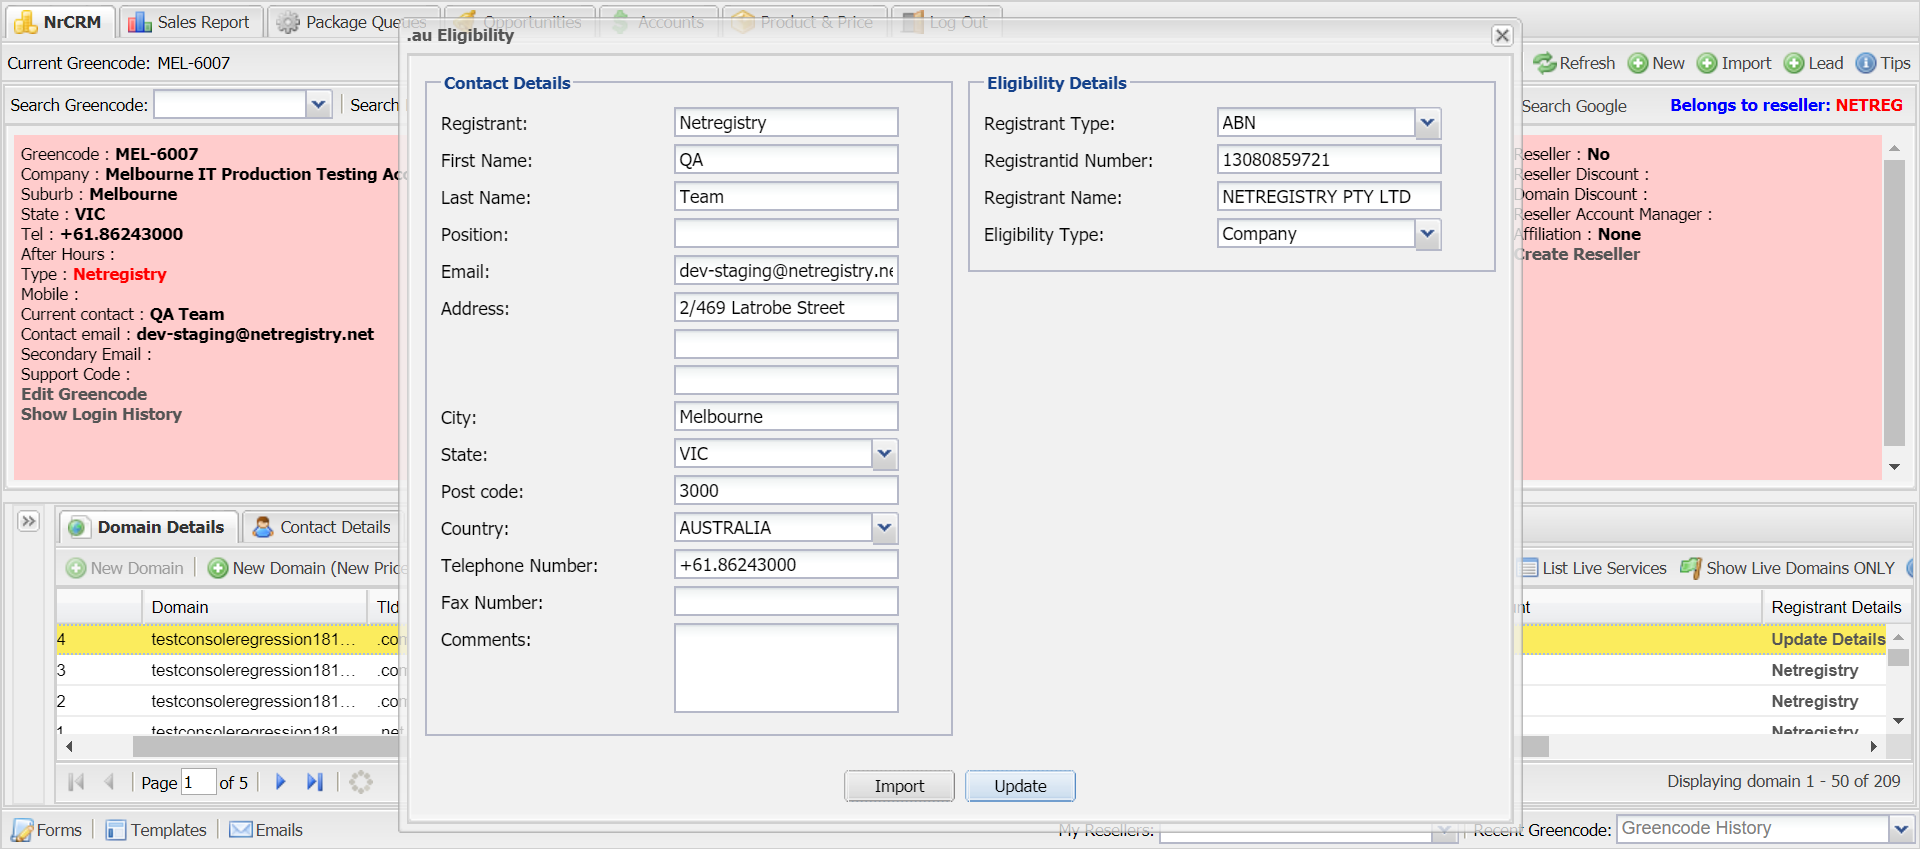 NrCRM
Sales Report
Package Queues
Opportunities
Accounts
Product & Price
Log Out
.au Eligibility
Current Greencode: MEL-6007
Refresh
New
Import
Lead
Tips
Search Greencode:
Search
Search Google
Belongs to reseller: NETREG
Greencode : MEL-6007
Company : Melbourne IT Production Testing Acc
Suburb : Melbourne
State : VIC
Tel : +61.86243000
After Hours :
Type : Netregistry
Mobile :
Current contact : QA Team
Contact email : dev-staging@netregistry.net
Secondary Email :
Support Code :
Edit Greencode
Show Login History
Contact Details
Registrant: Netregistry
First Name: QA
Last Name: Team
Position:
Email: dev-staging@netregistry.ne
Address: 2/469 Latrobe Street
City: Melbourne
State: VIC
Post code: 3000
Country: AUSTRALIA
Telephone Number: +61.86243000
Fax Number:
Comments:
Eligibility Details
Registrant Type: ABN
Registrantid Number: 13080859721
Registrant Name: NETREGISTRY PTY LTD
Eligibility Type: Company
Import
Update
Reseller : No
Reseller Discount :
Domain Discount :
Reseller Account Manager :
Affiliation : None
Create Reseller
Domain Details
Contact Details
New Domain
New Domain (New Price
List Live Services
Show Live Domains ONLY
Domain
Tld
nt
Registrant Details
4 testconsoleregression181... .com Update Details
3 testconsoleregression181... .com Netregistry
2 testconsoleregression181... .com Netregistry
1 testconsoleregression181... .net Netregistry
Page 1 of 5
Displaying domain 1 - 50 of 209
Forms
Templates
Emails
My Resellers:
Recent Greencode: Greencode History